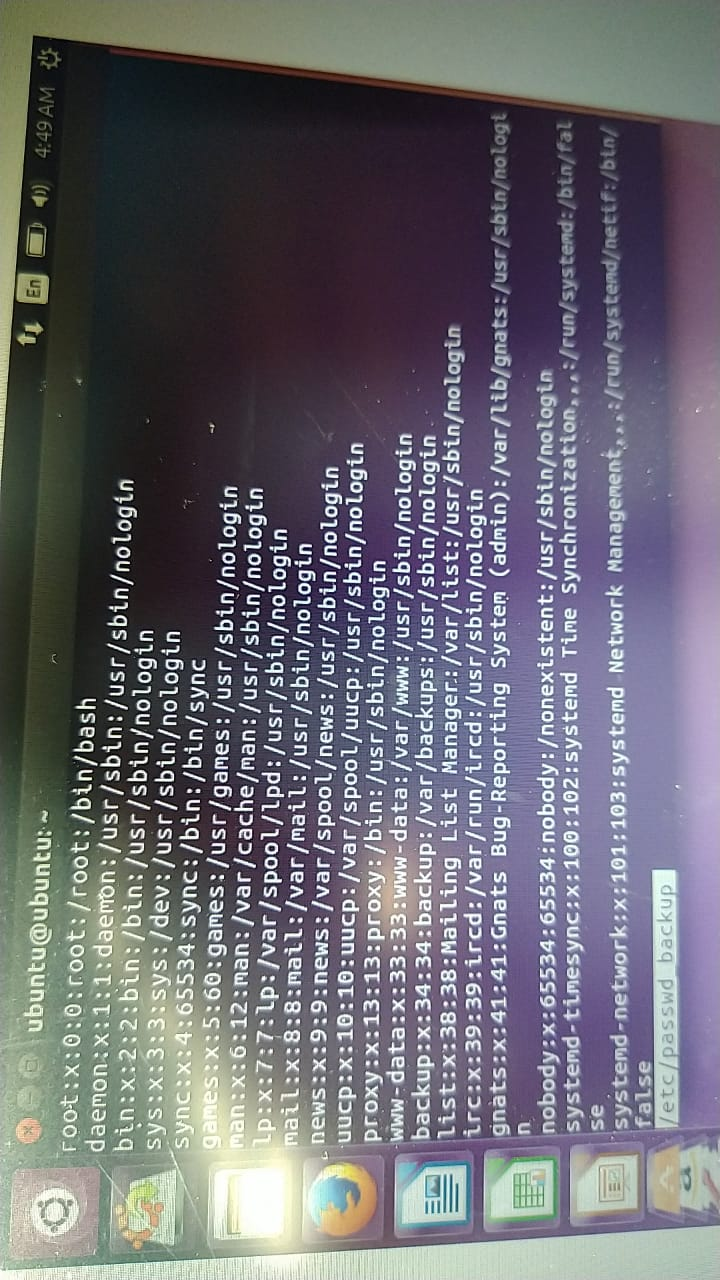 ubuntu@ubuntu: ~
En
4:49 AM
root:x:0:0:root:/root:/bin/bash
daemon:x:1:1:daemon:/usr/sbin:/usr/sbin/nologin
bin:x:2:2:bin:/bin:/usr/sbin/nologin
sys:x:3:3:sys:/dev:/usr/sbin/nologin
sync:x:4:65534:sync:/bin:/bin/sync
games:x:5:60:games:/usr/games:/usr/sbin/nologin
man:x:6:12:man:/var/cache/man:/usr/sbin/nologin
lp:x:7:7:lp:/var/spool/lpd:/usr/sbin/nologin
mail:x:8:8:mail:/var/mail:/usr/sbin/nologin
news:x:9:9:news:/var/spool/news:/usr/sbin/nologin
uucp:x:10:10:uucp:/var/spool/uucp:/usr/sbin/nologin
proxy:x:13:13:proxy:/bin:/usr/sbin/nologin
www-data:x:33:33:www-data:/var/www:/usr/sbin/nologin
backup:x:34:34:backup:/var/backups:/usr/sbin/nologin
list:x:38:38:Mailing List Manager:/var/list:/usr/sbin/nologin
irc:x:39:39:ircd:/var/run/ircd:/usr/sbin/nologin
gnats:x:41:41:Gnats Bug-Reporting System (admin):/var/lib/gnats:/usr/sbin/nologi
n
nobody:x:65534:65534:nobody:/nonexistent:/usr/sbin/nologin
systemd-timesync:x:100:102:systemd Time Synchronization,,,:/run/systemd:/bin/fal
se
systemd-network:x:101:103:systemd Network Management,,,:/run/systemd/netif:/bin/
false
/etc/passwd_backup